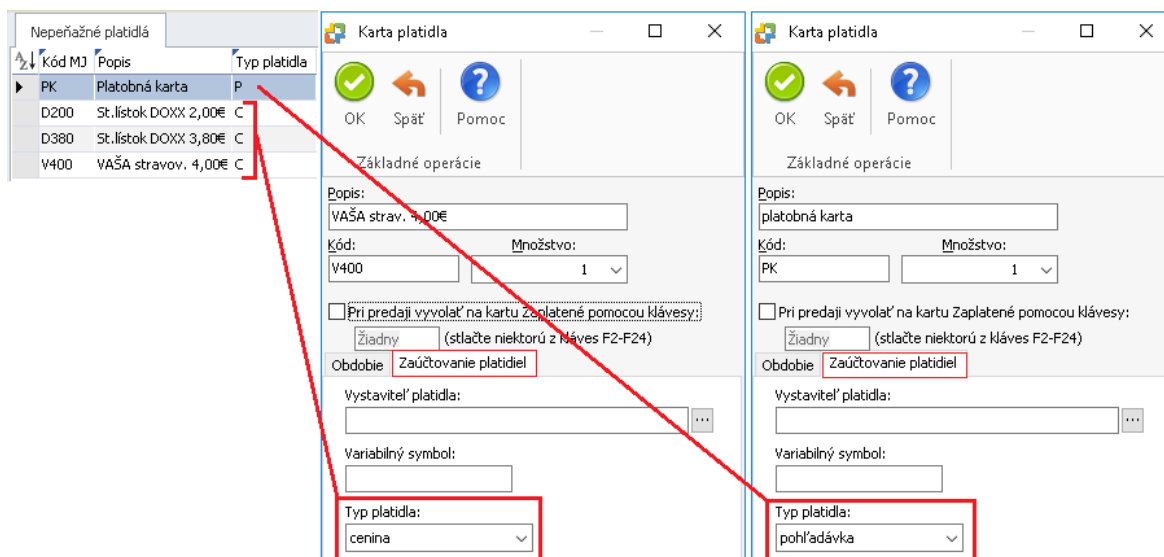 Nepeňažné platidlá
Kód MJ Popis Typ platidla
PK Platobná karta P
D200 St.lístok DOXX 2,00€ C
D380 St.lístok DOXX 3,80€ C
V400 VAŠA stravov. 4,00€ C
Karta platidla
OK Späť Pomoc
Základné operácie
Popis:
VAŠA strav. 4,00€
Kód: Množstvo:
V400 1
Pri predaji vyvolať na kartu Zaplatené pomocou klávesy:
Žiadny (stlačte niektorú z kláves F2-F24)
Obdobie Zaúčtovanie platidiel
Vystaviteľ platidla:
...
Variabilný symbol:
Typ platidla:
cenina
Karta platidla
OK Späť Pomoc
Základné operácie
Popis:
platobná karta
Kód: Množstvo:
PK 1
Pri predaji vyvolať na kartu Zaplatené pomocou klávesy:
Žiadny (stlačte niektorú z kláves F2-F24)
Obdobie Zaúčtovanie platidiel
Vystaviteľ platidla:
...
Variabilný symbol:
Typ platidla:
pohľadávka